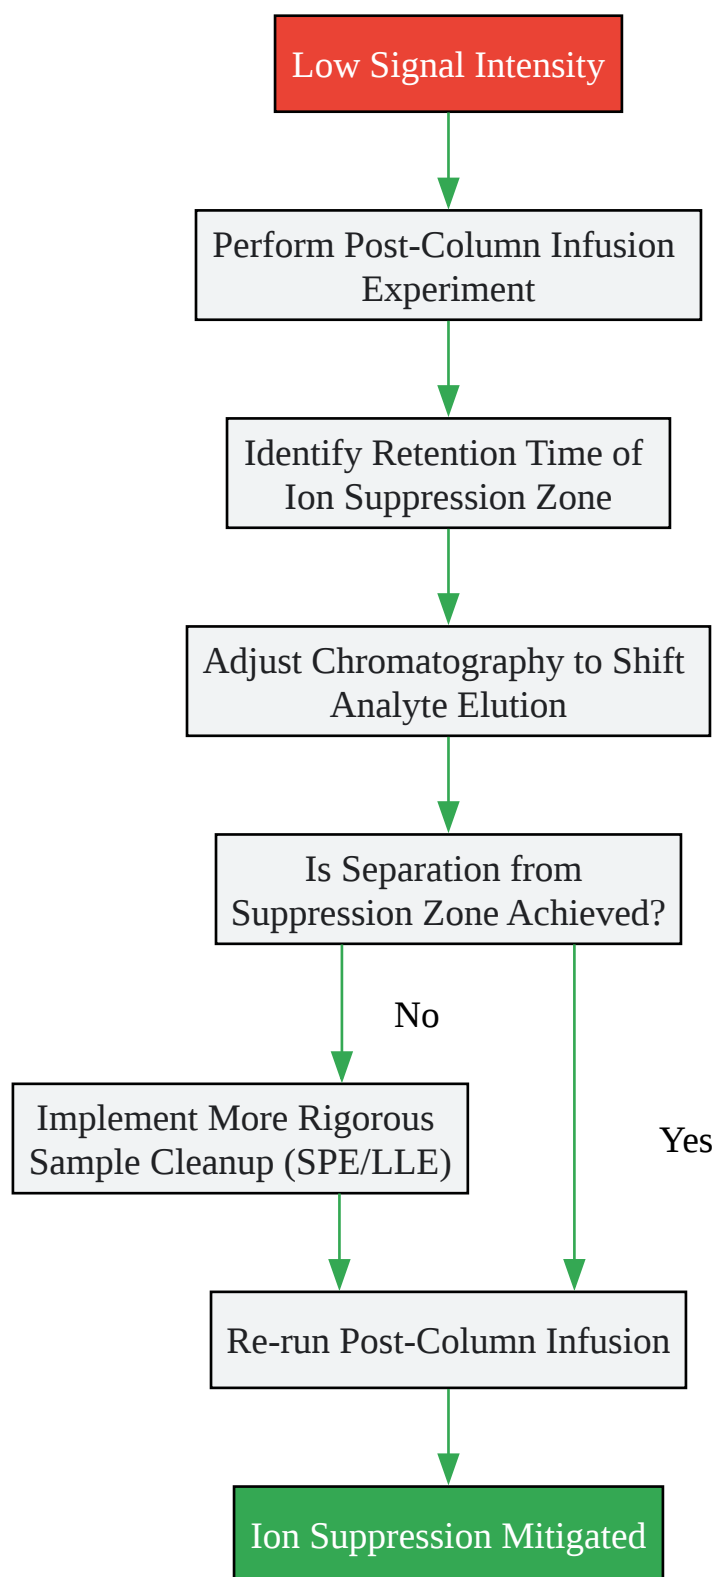 Low Signal Intensity
Perform Post-Column Infusion
Experiment
Identify Retention Time of
Ion Suppression Zone
Adjust Chromatography to Shift
Analyte Elution
Is Separation from
Suppression Zone Achieved?
No
Implement More Rigorous
Sample Cleanup (SPE/LLE)
Yes
Re-run Post-Column Infusion
Ion Suppression Mitigated